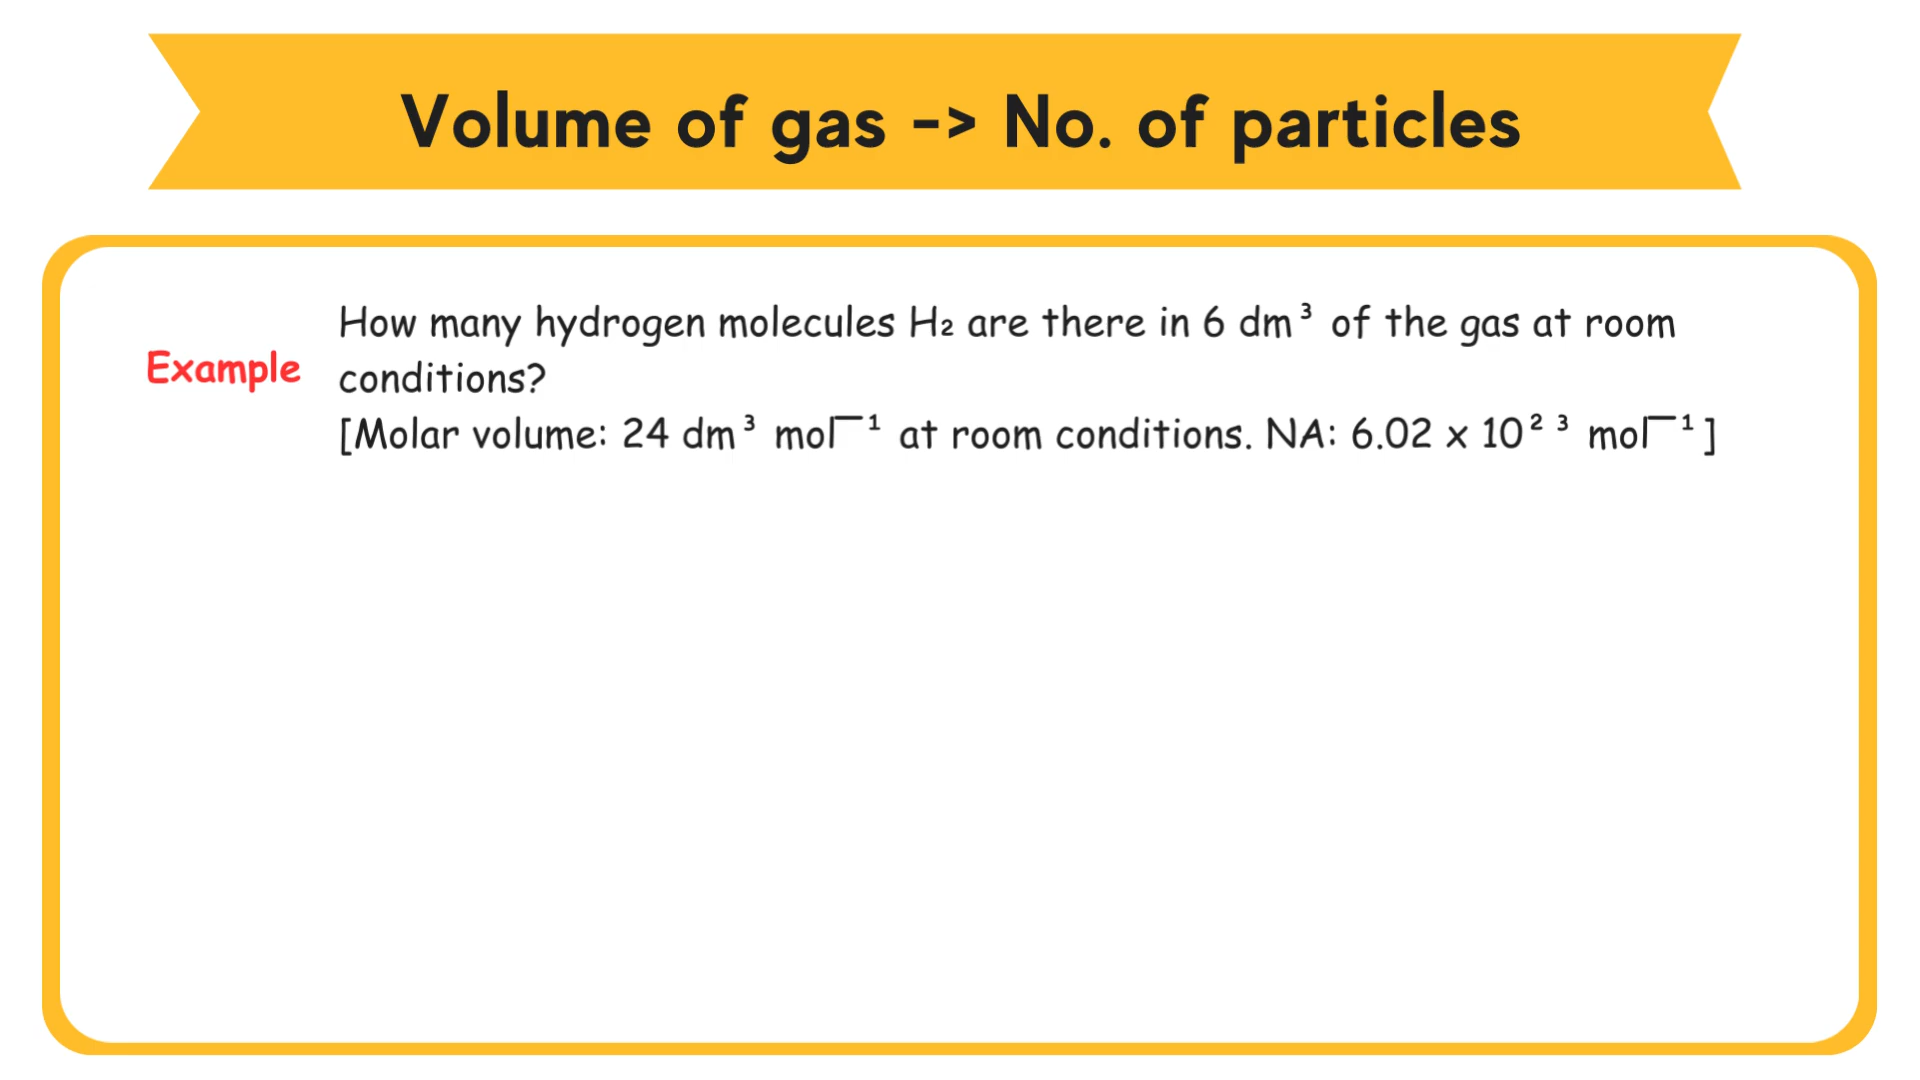 Volume of gas -> No. of particles
How many hydrogen molecules H₂ are there in 6 dm³ of the gas at room
Example
conditions?
[Molar volume: 24 dm³ mol⁻¹ at room conditions. NA: 6.02 x 10²³ mol⁻¹]